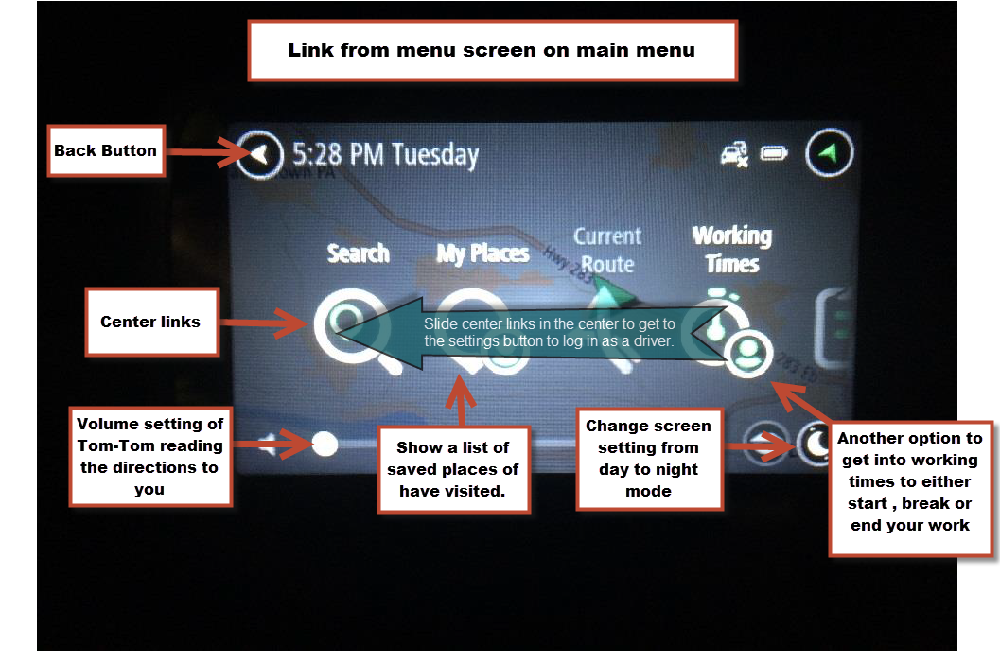 Link from menu screen on main menu
Back Button
5:28 PM Tuesday
town PA
Search
My Places
Current
Route
Working
Times
Hwy 283
283 Eb
Center links
Slide center links in the center to get to
the settings button to log in as a driver.
Volume setting of
Tom-Tom reading
the directions to
you
Show a list of
saved places of
have visited.
Change screen
setting from
day to night
mode
Another option to
get into working
times to either
start , break or
end your work